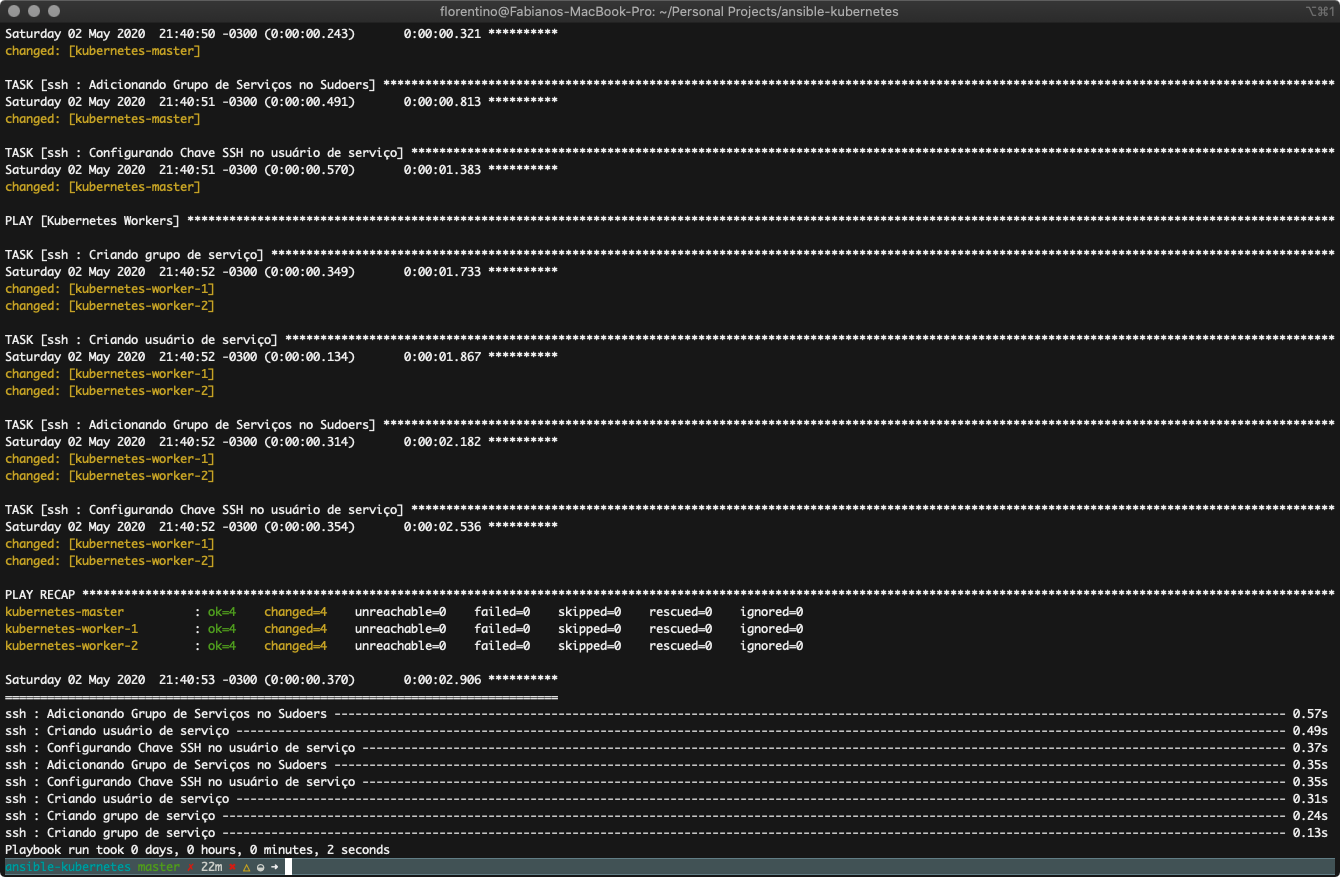 florentino@Fabianos-MacBook-Pro: ~/Personal Projects/ansible-kubernetes ⌥⌘1
Saturday 02 May 2020  21:40:50 -0300 (0:00:00.243)       0:00:00.321 **********
changed: [kubernetes-master]
TASK [ssh : Adicionando Grupo de Serviços no Sudoers] ****************************************************************************************************************************************
Saturday 02 May 2020  21:40:51 -0300 (0:00:00.491)       0:00:00.813 **********
changed: [kubernetes-master]
TASK [ssh : Configurando Chave SSH no usuário de serviço] ************************************************************************************************************************************
Saturday 02 May 2020  21:40:51 -0300 (0:00:00.570)       0:00:01.383 **********
changed: [kubernetes-master]
PLAY [Kubernetes Workers] ********************************************************************************************************************************************************************
TASK [ssh : Criando grupo de serviço] ********************************************************************************************************************************************************
Saturday 02 May 2020  21:40:52 -0300 (0:00:00.349)       0:00:01.733 **********
changed: [kubernetes-worker-1]
changed: [kubernetes-worker-2]
TASK [ssh : Criando usuário de serviço] ******************************************************************************************************************************************************
Saturday 02 May 2020  21:40:52 -0300 (0:00:00.134)       0:00:01.867 **********
changed: [kubernetes-worker-1]
changed: [kubernetes-worker-2]
TASK [ssh : Adicionando Grupo de Serviços no Sudoers] ****************************************************************************************************************************************
Saturday 02 May 2020  21:40:52 -0300 (0:00:00.314)       0:00:02.182 **********
changed: [kubernetes-worker-1]
changed: [kubernetes-worker-2]
TASK [ssh : Configurando Chave SSH no usuário de serviço] ************************************************************************************************************************************
Saturday 02 May 2020  21:40:52 -0300 (0:00:00.354)       0:00:02.536 **********
changed: [kubernetes-worker-1]
changed: [kubernetes-worker-2]
PLAY RECAP ***********************************************************************************************************************************************************************************
kubernetes-master          : ok=4    changed=4    unreachable=0    failed=0    skipped=0    rescued=0    ignored=0
kubernetes-worker-1        : ok=4    changed=4    unreachable=0    failed=0    skipped=0    rescued=0    ignored=0
kubernetes-worker-2        : ok=4    changed=4    unreachable=0    failed=0    skipped=0    rescued=0    ignored=0
Saturday 02 May 2020  21:40:53 -0300 (0:00:00.370)       0:00:02.906 **********
===============================================================================
ssh : Adicionando Grupo de Serviços no Sudoers ---------------------------------------------------------------------------------------------------------------------------------------- 0.57s
ssh : Criando usuário de serviço ------------------------------------------------------------------------------------------------------------------------------------------------------ 0.49s
ssh : Configurando Chave SSH no usuário de serviço ------------------------------------------------------------------------------------------------------------------------------------ 0.37s
ssh : Adicionando Grupo de Serviços no Sudoers ---------------------------------------------------------------------------------------------------------------------------------------- 0.35s
ssh : Configurando Chave SSH no usuário de serviço ------------------------------------------------------------------------------------------------------------------------------------ 0.35s
ssh : Criando usuário de serviço ------------------------------------------------------------------------------------------------------------------------------------------------------ 0.31s
ssh : Criando grupo de serviço -------------------------------------------------------------------------------------------------------------------------------------------------------- 0.24s
ssh : Criando grupo de serviço -------------------------------------------------------------------------------------------------------------------------------------------------------- 0.13s
Playbook run took 0 days, 0 hours, 0 minutes, 2 seconds
ansible-kubernetes master ✗ 22m ✖ △ ◒ ➜